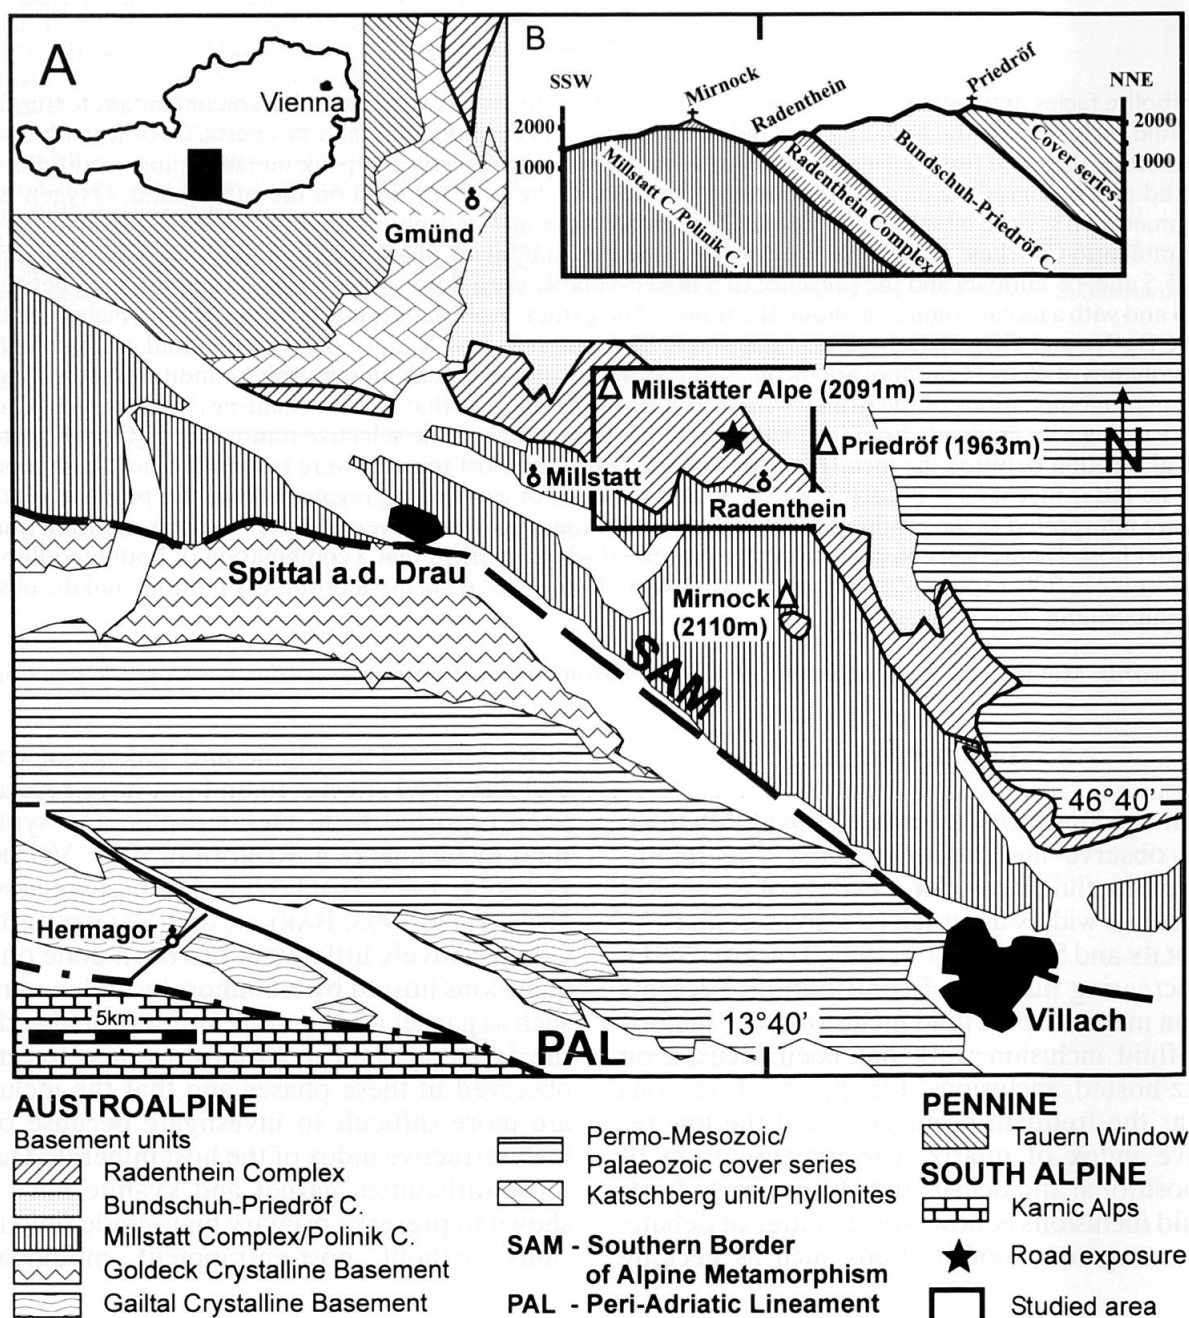 A
Vienna
B
SSW
Mirnock
Radenthein
Priedröf
NNE
2000
1000
2000
1000
Millstatt C./Polinik C.
Radenthein Complex
Bundschuh-Priedröf C.
Cover series
Gmünd
Millstätter Alpe (2091m)
Priedröf (1963m)
N
Millstatt
Radenthein
Spittal a.d. Drau
Mirnock
(2110m)
SAM
46°40'
Hermagor
5km
PAL
13°40'
Villach
AUSTROALPINE
Basement units
Radenthein Complex
Bundschuh-Priedröf C.
Millstatt Complex/Polinik C.
Goldeck Crystalline Basement
Gailtal Crystalline Basement
Permo-Mesozoic/
Palaeozoic cover series
Katschberg unit/Phyllonites
SAM - Southern Border
of Alpine Metamorphism
PAL - Peri-Adriatic Lineament
PENNINE
Tauern Window
SOUTH ALPINE
Karnic Alps
Road exposure
Studied area